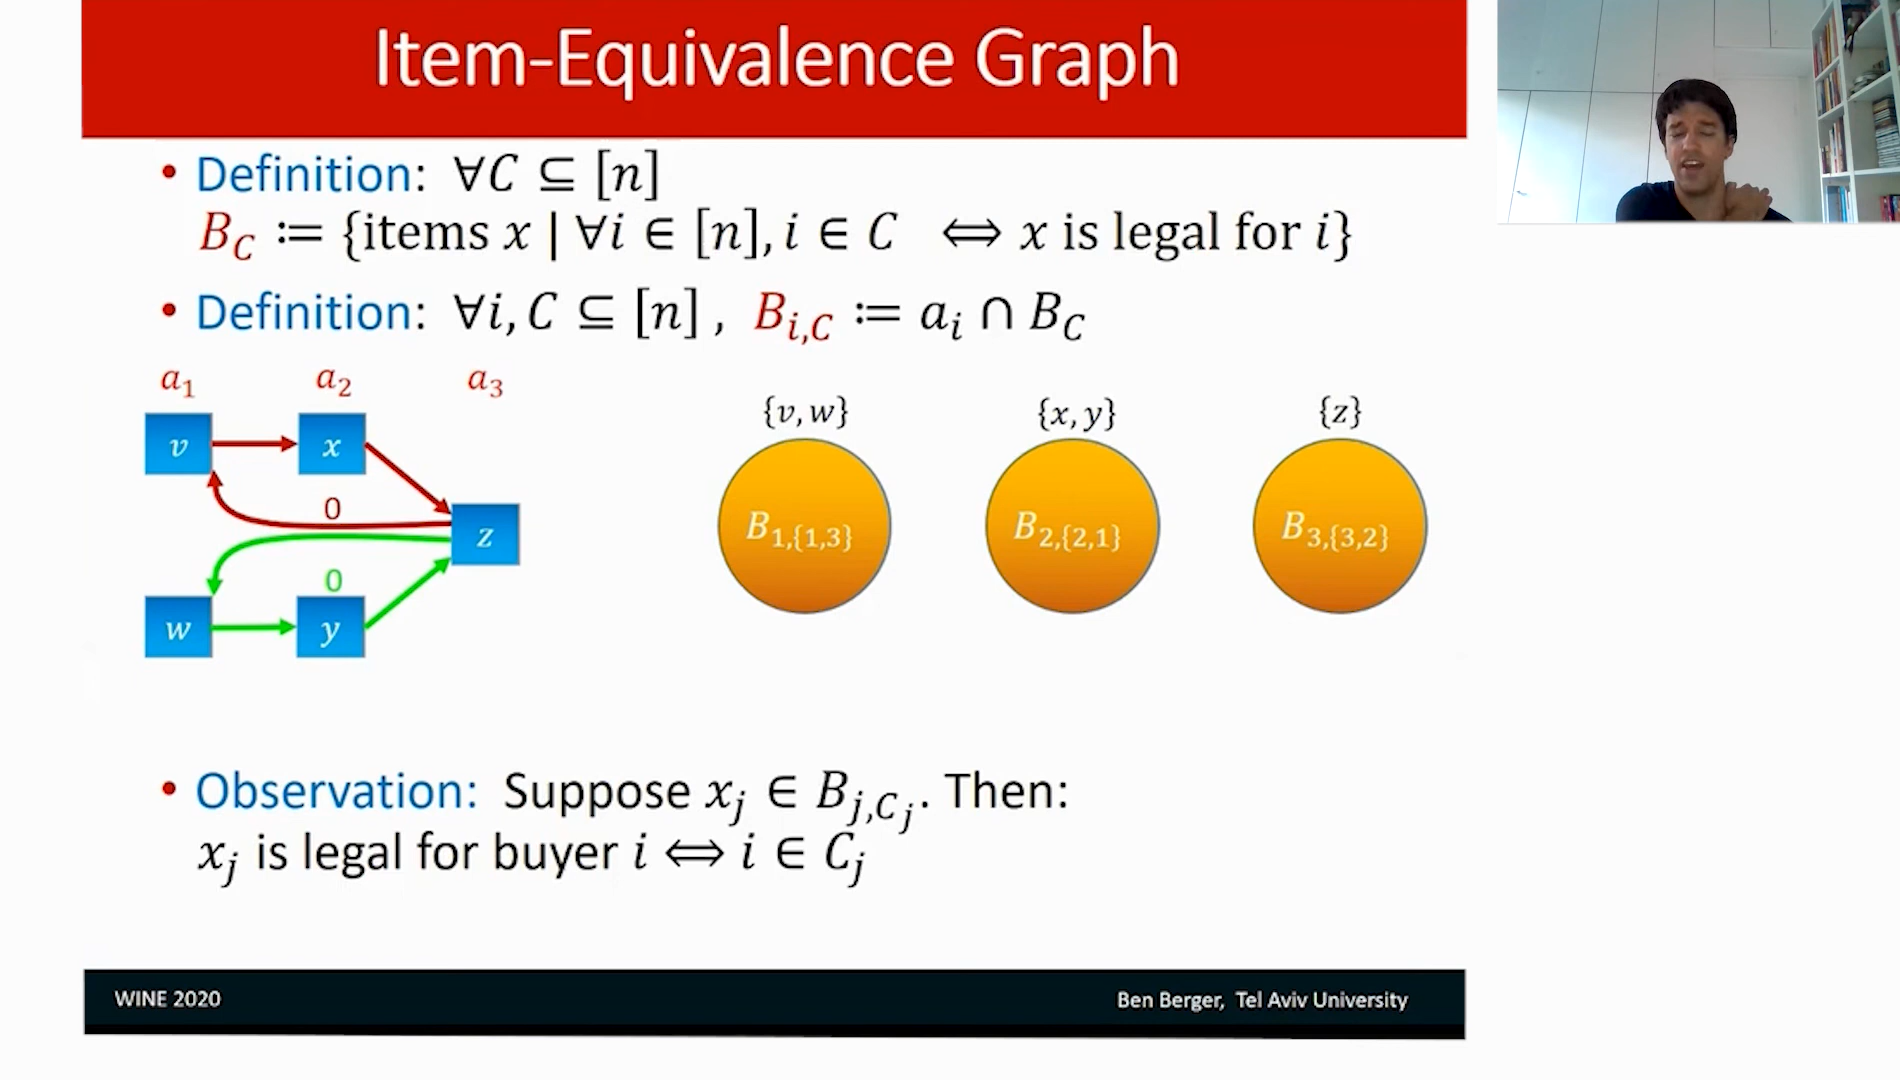 Item-Equivalence Graph
• Definition: ∀C ⊆ [n]
B_C := {items x | ∀i ∈ [n], i ∈ C ⟺ x is legal for i}
• Definition: ∀i, C ⊆ [n] , B_{i,C} := a_i ∩ B_C
a_1 a_2 a_3
{v, w} {x, y} {z}
v x
0
z
B_{1,{1,3}} B_{2,{2,1}} B_{3,{3,2}}
0
w y
• Observation: Suppose x_j ∈ B_{j,C_j}. Then:
x_j is legal for buyer i ⟺ i ∈ C_j
WINE 2020
Ben Berger, Tel Aviv University